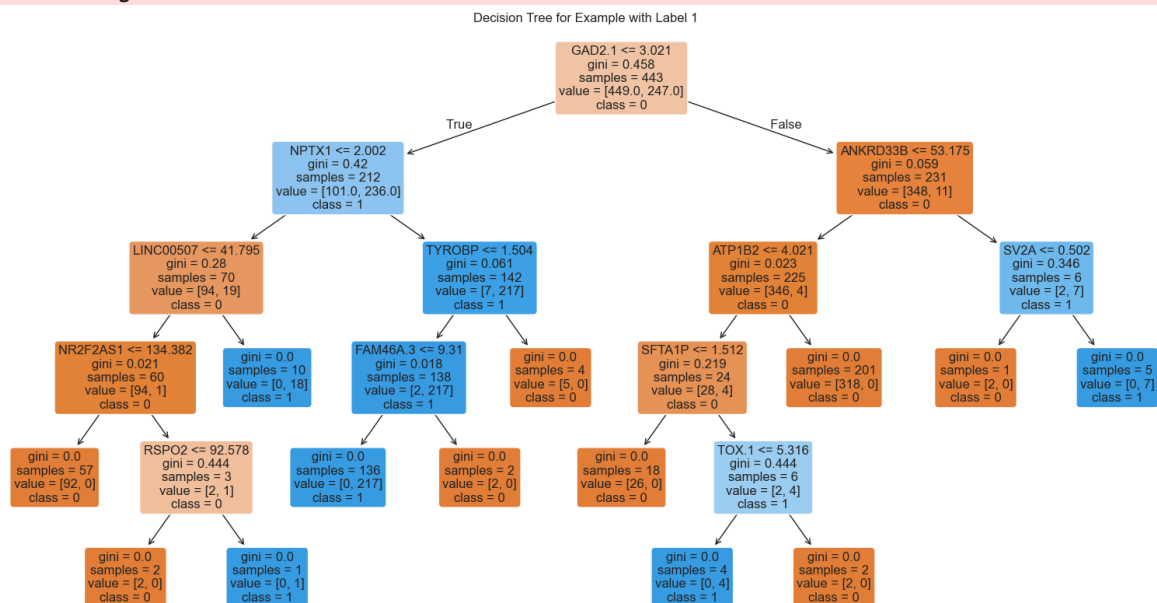 Decision Tree for Example with Label 1
GAD2.1 <= 3.021
gini = 0.458
samples = 443
value = [449.0, 247.0]
class = 0
True
False
NPTX1 <= 2.002
gini = 0.42
samples = 212
value = [101.0, 236.0]
class = 1
ANKRD33B <= 53.175
gini = 0.059
samples = 231
value = [348, 11]
class = 0
LINC00507 <= 41.795
gini = 0.28
samples = 70
value = [94, 19]
class = 0
TYROBP <= 1.504
gini = 0.061
samples = 142
value = [7, 217]
class = 1
ATP1B2 <= 4.021
gini = 0.023
samples = 225
value = [346, 4]
class = 0
SV2A <= 0.502
gini = 0.346
samples = 6
value = [2, 7]
class = 1
NR2F2AS1 <= 134.382
gini = 0.021
samples = 60
value = [94, 1]
class = 0
gini = 0.0
samples = 10
value = [0, 18]
class = 1
FAM46A.3 <= 9.31
gini = 0.018
samples = 138
value = [2, 217]
class = 1
gini = 0.0
samples = 4
value = [5, 0]
class = 0
SFTA1P <= 1.512
gini = 0.219
samples = 24
value = [28, 4]
class = 0
gini = 0.0
samples = 201
value = [318, 0]
class = 0
gini = 0.0
samples = 1
value = [2, 0]
class = 0
gini = 0.0
samples = 5
value = [0, 7]
class = 1
gini = 0.0
samples = 57
value = [92, 0]
class = 0
RSPO2 <= 92.578
gini = 0.444
samples = 3
value = [2, 1]
class = 0
gini = 0.0
samples = 136
value = [0, 217]
class = 1
gini = 0.0
samples = 2
value = [2, 0]
class = 0
gini = 0.0
samples = 18
value = [26, 0]
class = 0
TOX.1 <= 5.316
gini = 0.444
samples = 6
value = [2, 4]
class = 1
gini = 0.0
samples = 2
value = [2, 0]
class = 0
gini = 0.0
samples = 1
value = [0, 1]
class = 1
gini = 0.0
samples = 4
value = [0, 4]
class = 1
gini = 0.0
samples = 2
value = [2, 0]
class = 0